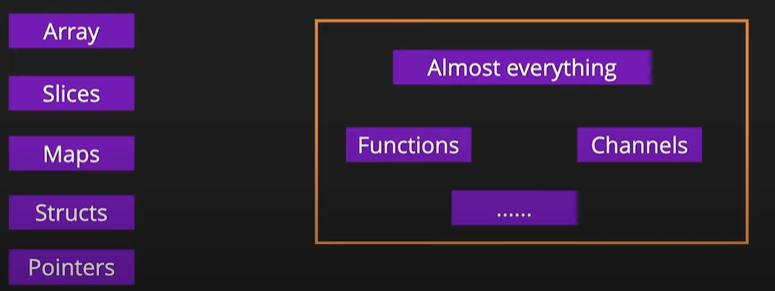 Array
Slices
Maps
Structs
Pointers
Almost everything
Functions
Channels
......